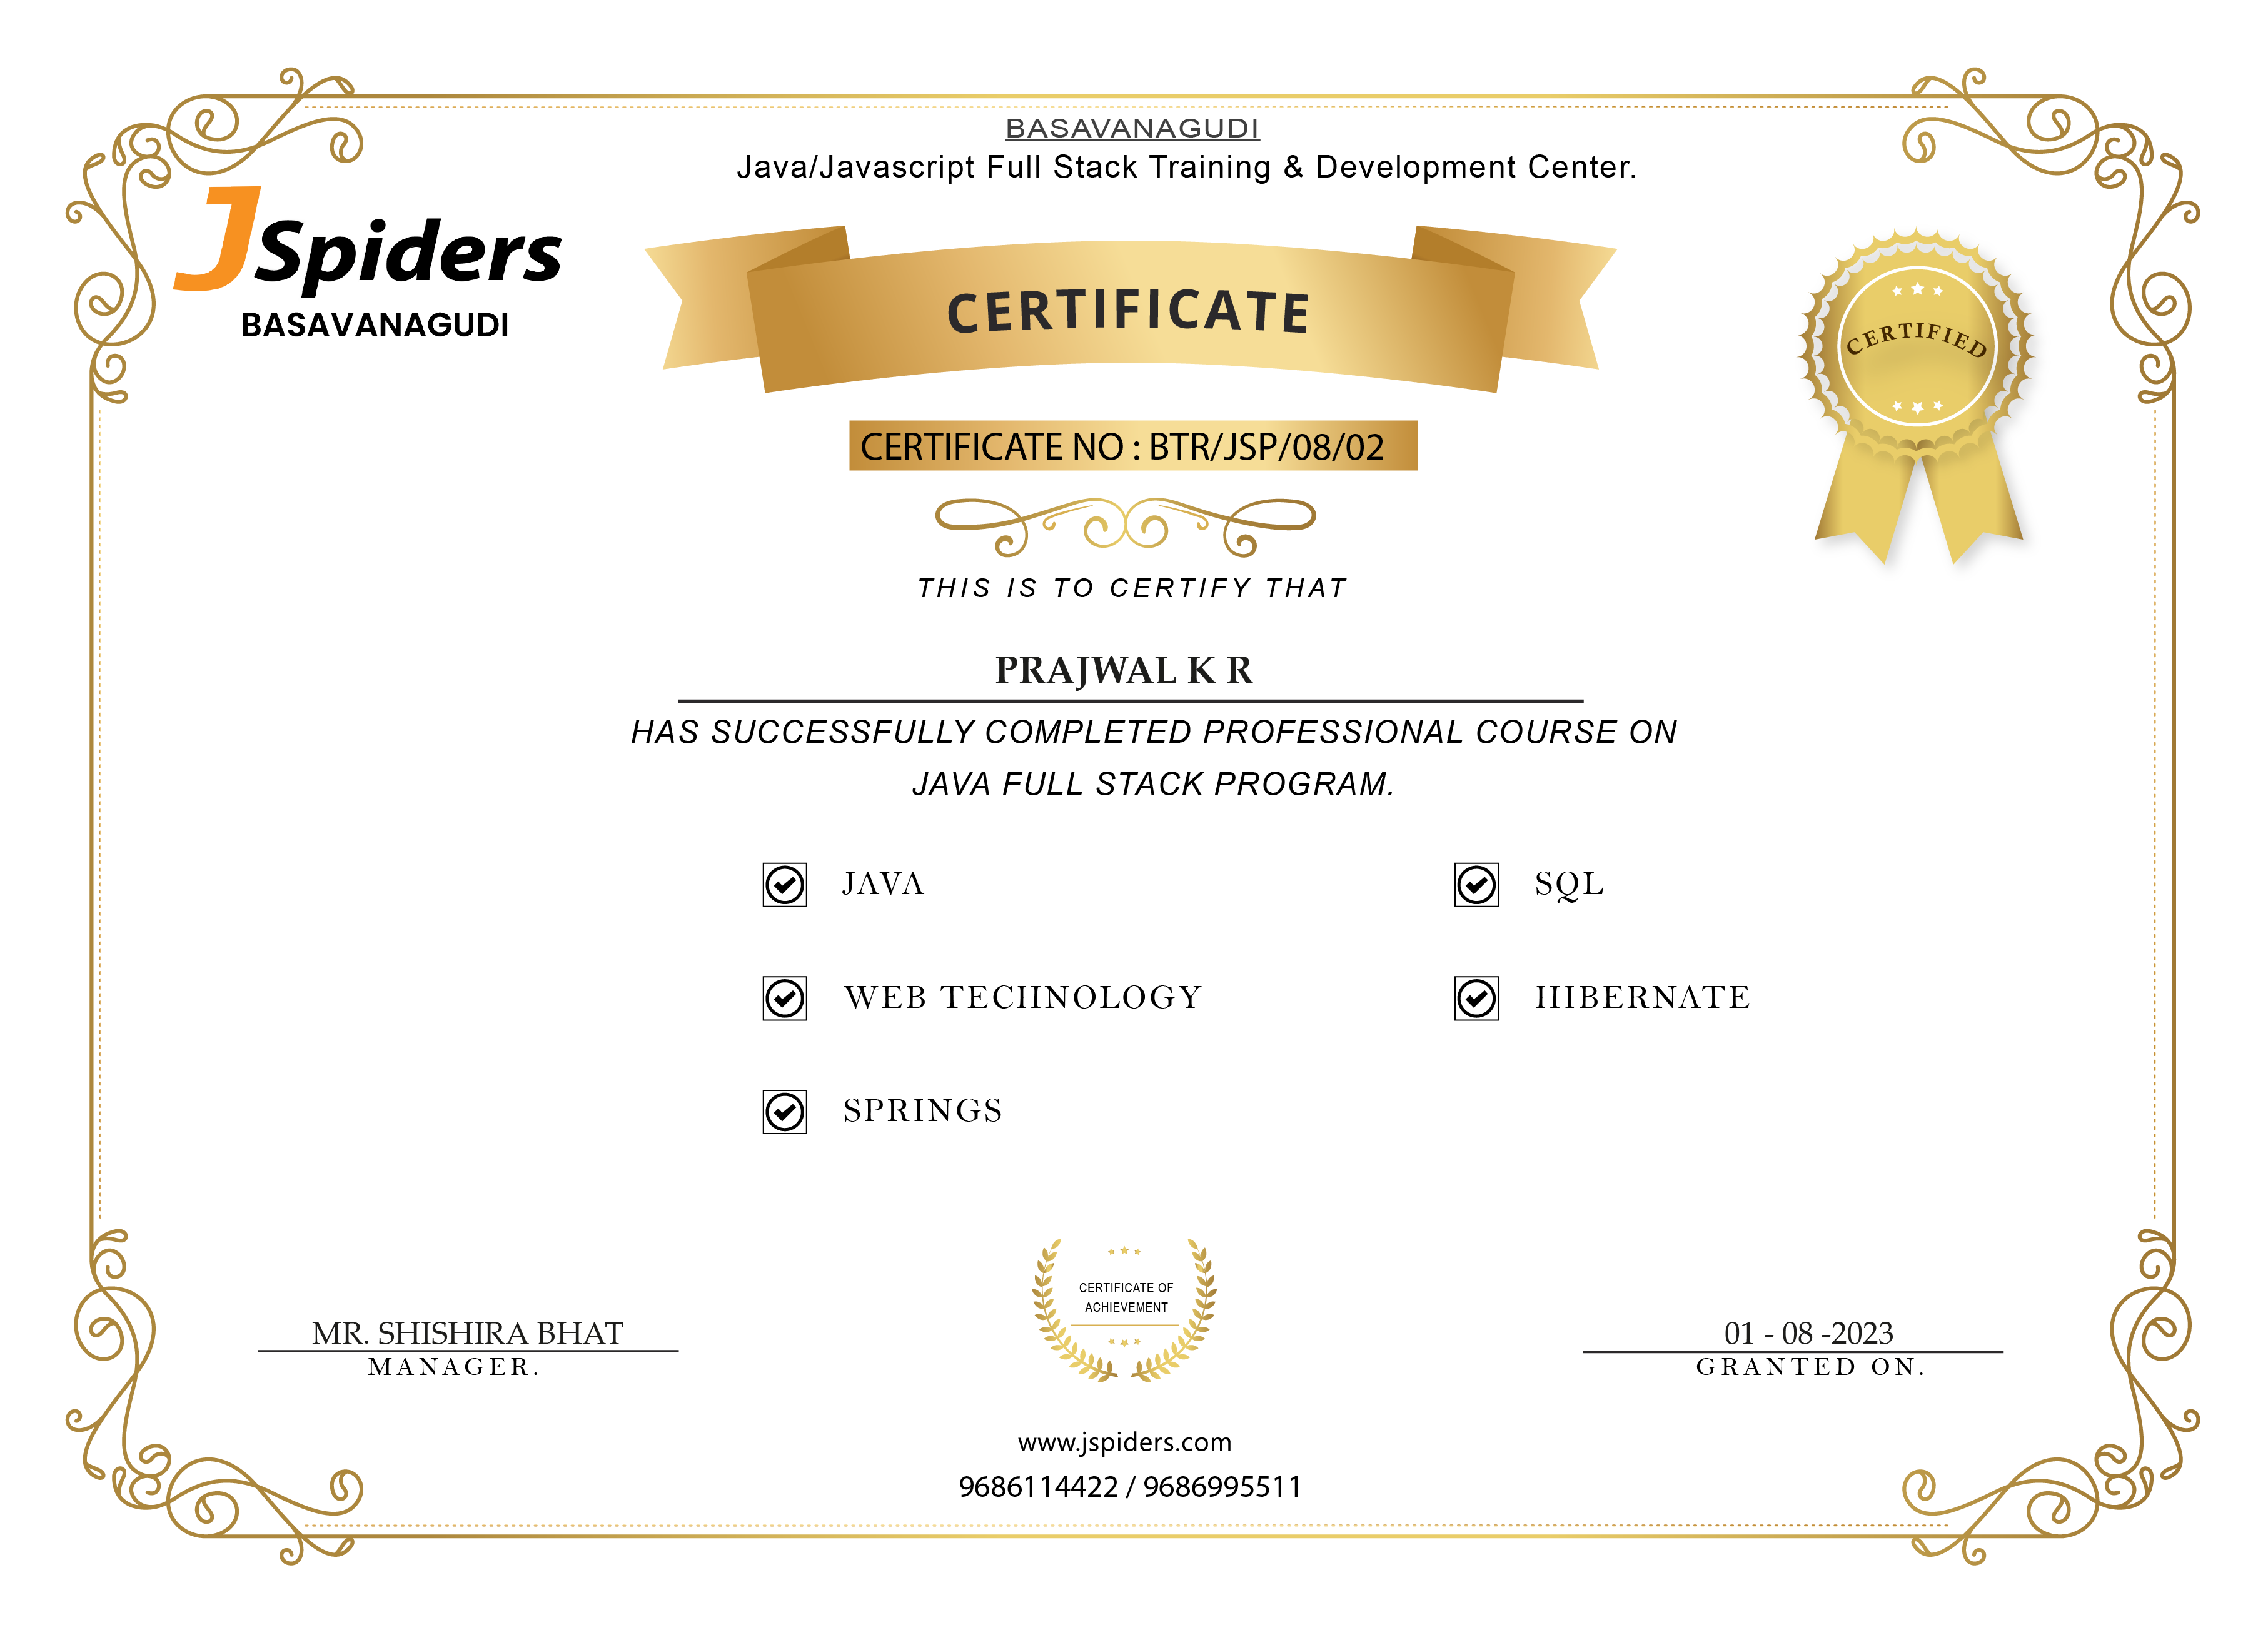 BASAVANAGUDI
Java/Javascript Full Stack Training & Development Center.
JSpiders
BASAVANAGUDI
CERTIFICATE
CERTIFIED
CERTIFICATE NO : BTR/JSP/08/02
THIS IS TO CERTIFY THAT
PRAJWAL K R
HAS SUCCESSFULLY COMPLETED PROFESSIONAL COURSE ON
JAVA FULL STACK PROGRAM.
JAVA
SQL
WEB TECHNOLOGY
HIBERNATE
SPRINGS
CERTIFICATE OF
ACHIEVEMENT
MR. SHISHIRA BHAT
MANAGER.
01 - 08 -2023
GRANTED ON.
www.jspiders.com
9686114422 / 9686995511